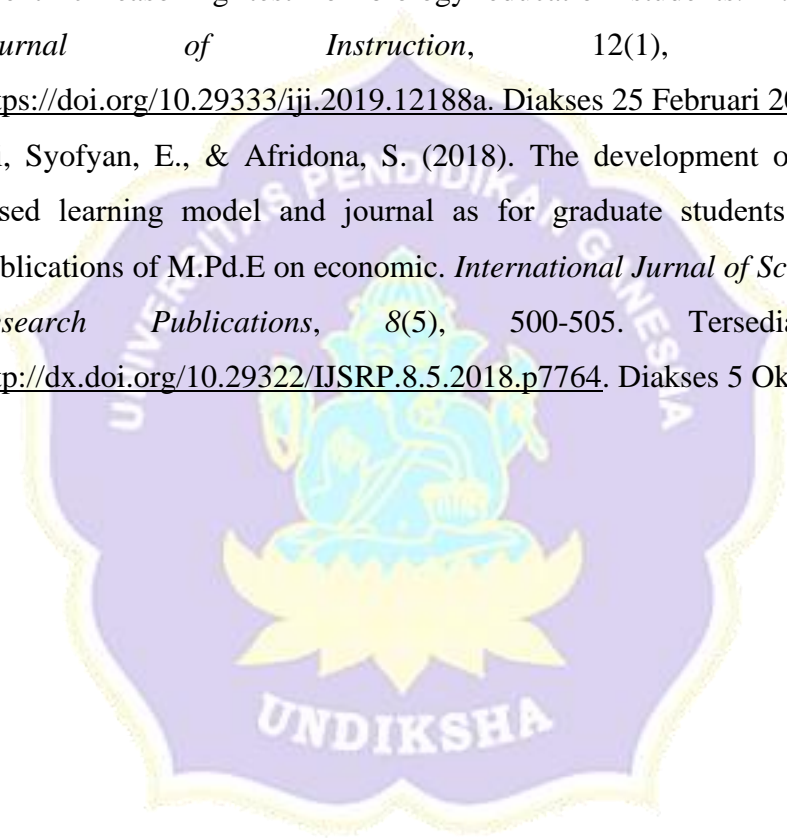 urnal of Instruction, 12(1),
tps://doi.org/10.29333/iji.2019.12188a. Diakses 25 Februari 20
i, Syofyan, E., & Afridona, S. (2018). The development o
sed learning model and journal as for graduate students
blications of M.Pd.E on economic. International Jurnal of Sc
search Publications, 8(5), 500-505. Tersedia
tp://dx.doi.org/10.29322/IJSRP.8.5.2018.p7764. Diakses 5 Ok
UNIVERSITAS PENDIDIKAN GANESHA
UNDIKSHA